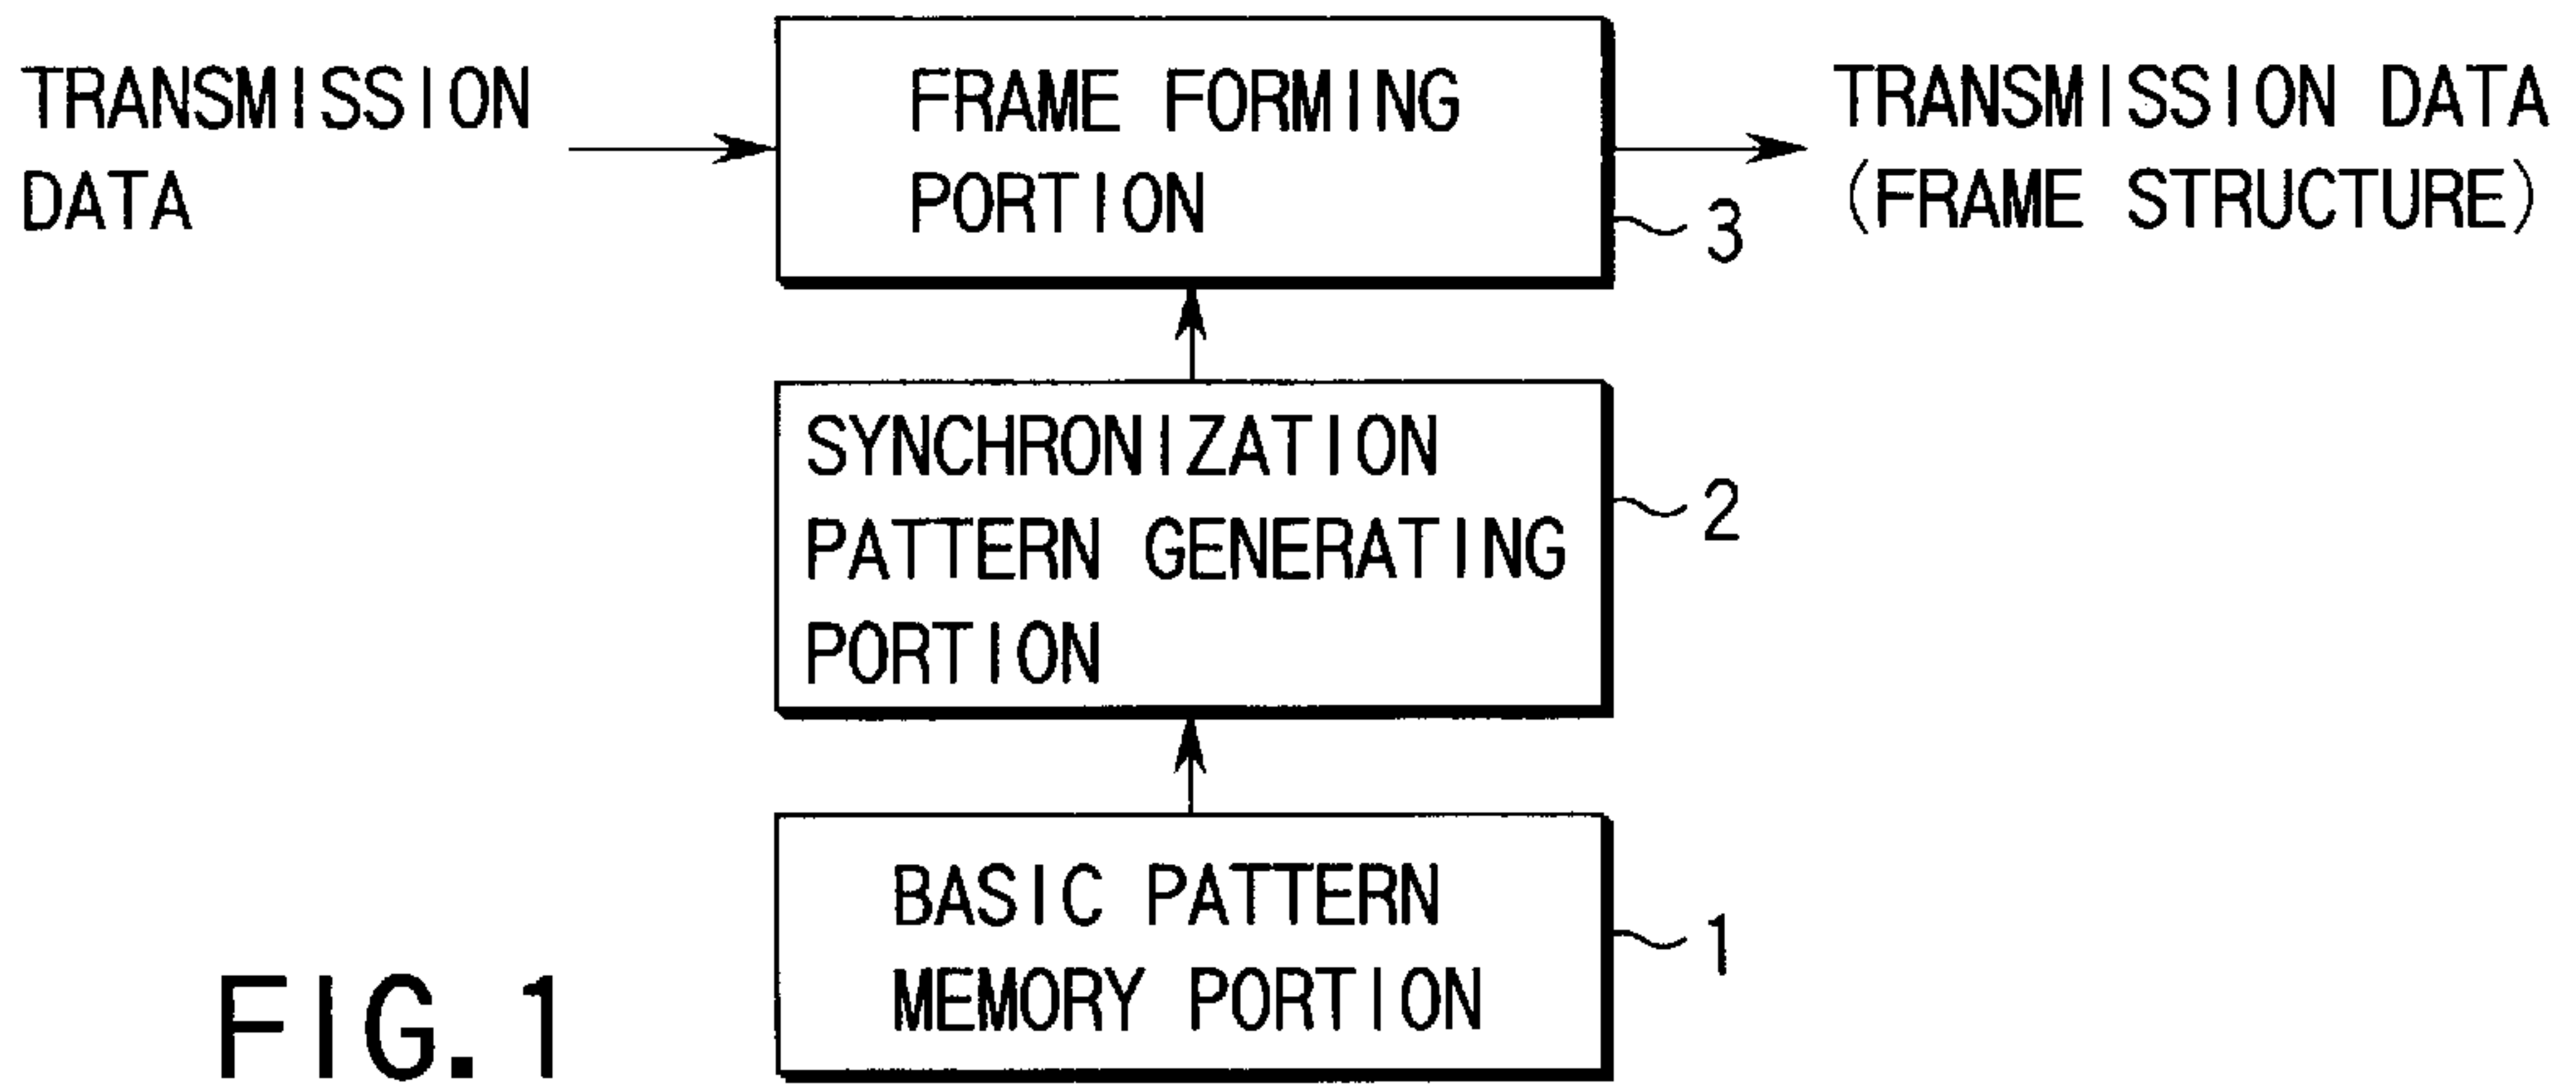 TRANSMISSION
DATA
FRAME FORMING
PORTION
3
TRANSMISSION DATA
(FRAME STRUCTURE)
SYNCHRONIZATION
PATTERN GENERATING
PORTION
2
BASIC PATTERN
MEMORY PORTION
1
FIG. 1